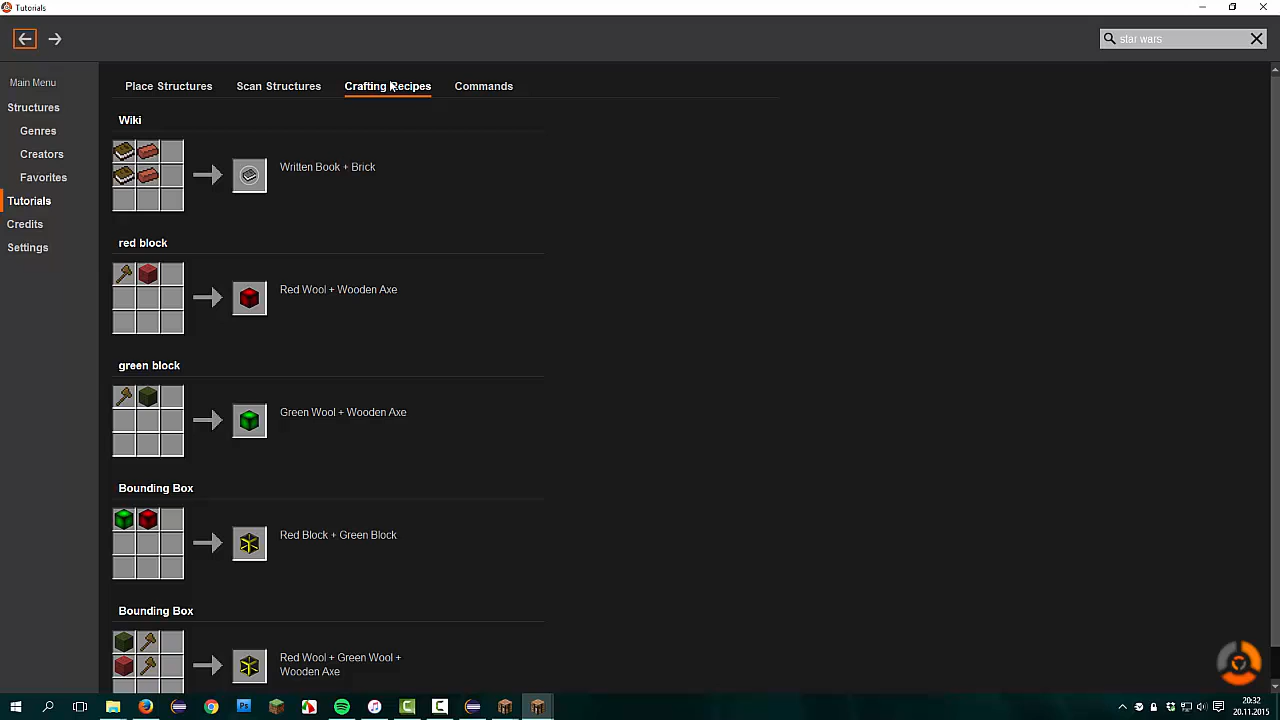 Tutorials
star wars
Main Menu
Structures
Genres
Creators
Favorites
Tutorials
Credits
Settings
Place Structures
Scan Structures
Crafting Recipes
Commands
Wiki
Written Book + Brick
red block
Red Wool + Wooden Axe
green block
Green Wool + Wooden Axe
Bounding Box
Red Block + Green Block
Bounding Box
Red Wool + Green Wool +
Wooden Axe
20:32
20.11.2015